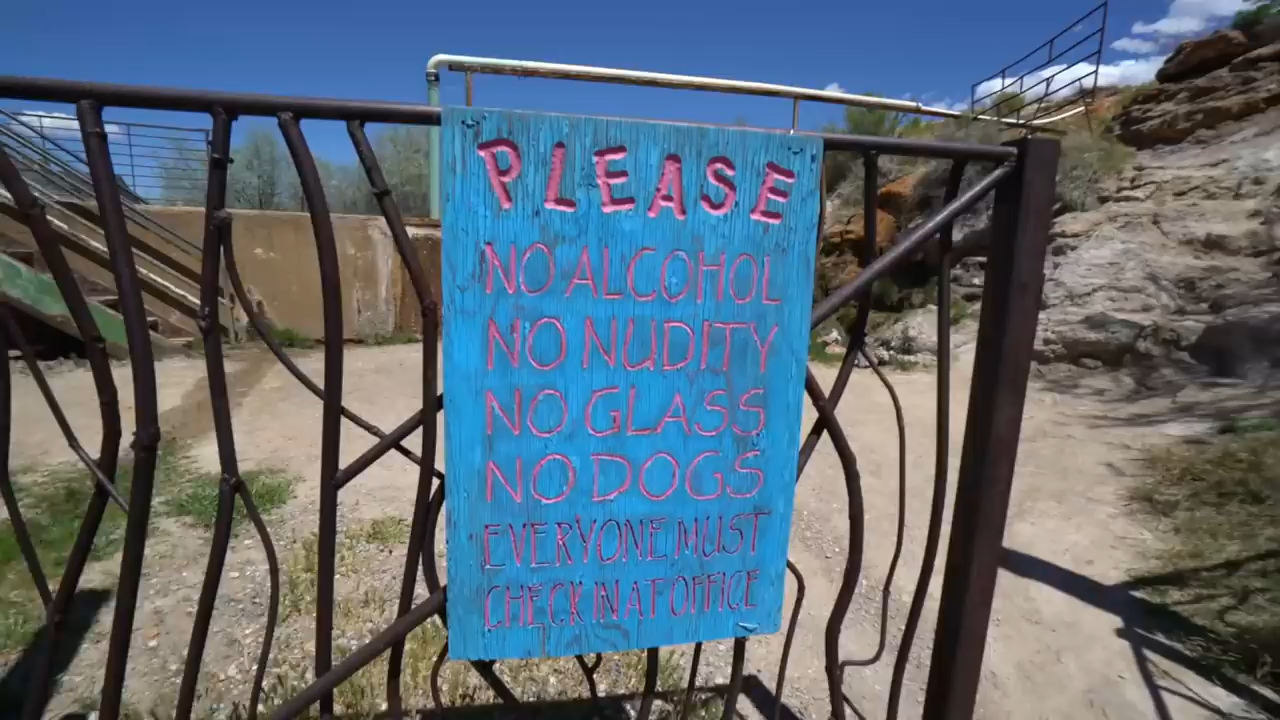 PLEASE
NO ALCOHOL
NO NUDITY
NO GLASS
NO DOGS
EVERYONE MUST
CHECK IN AT OFFICE